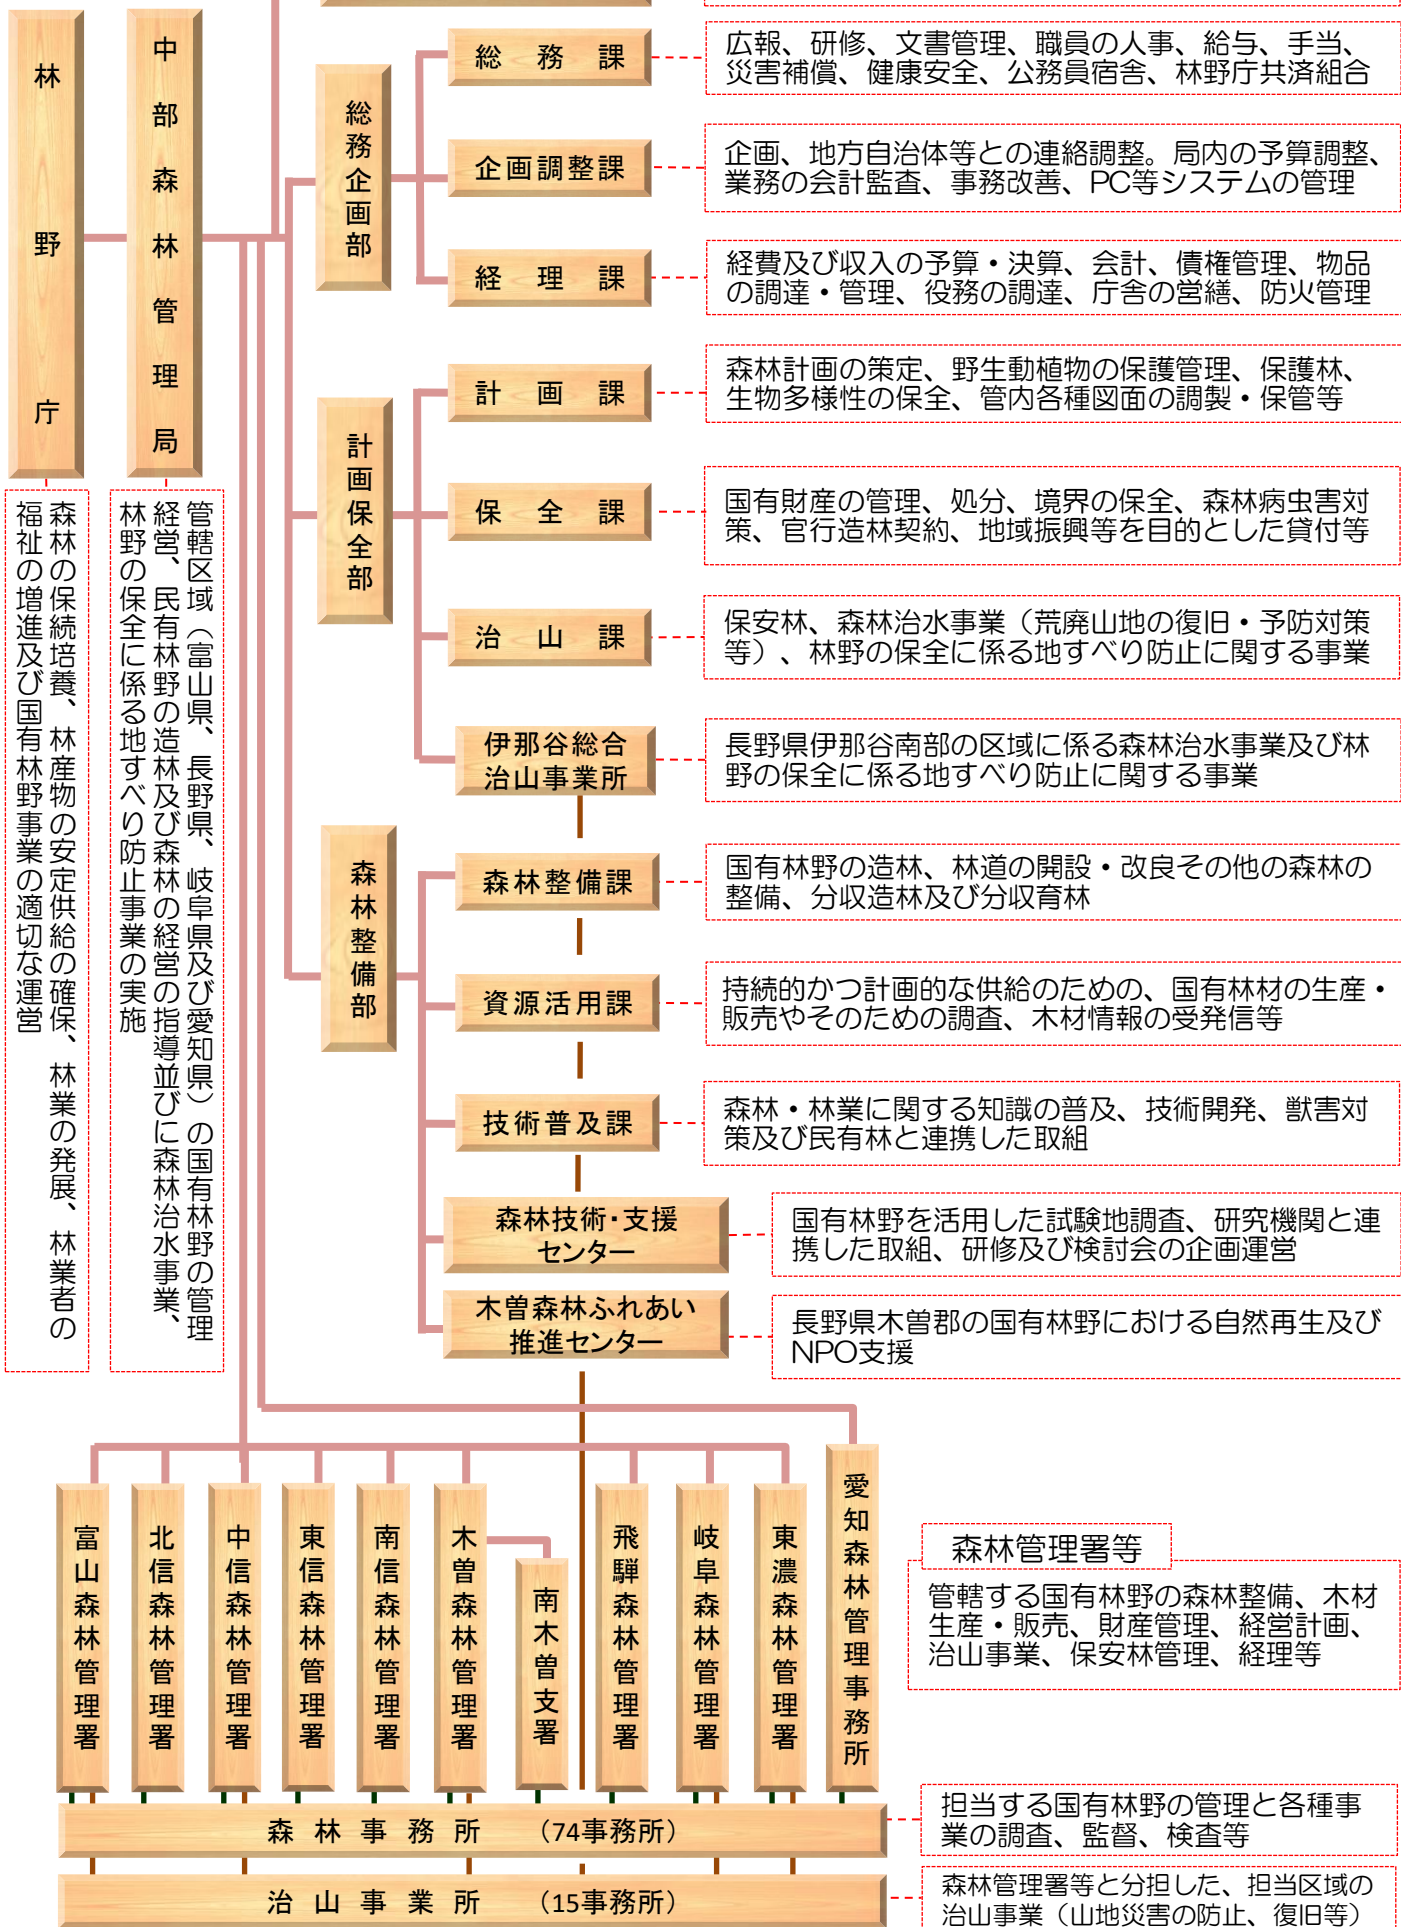 林野庁
中部森林管理局
総務企画部
総務課
広報、研修、文書管理、職員の人事、給与、手当、
災害補償、健康安全、公務員宿舎、林野庁共済組合
企画調整課
企画、地方自治体等との連絡調整。局内の予算調整、
業務の会計監査、事務改善、PC等システムの管理
経理課
経費及び収入の予算・決算、会計、債権管理、物品
の調達・管理、役務の調達、庁舎の営繕、防火管理
計画保全部
計画課
森林計画の策定、野生動植物の保護管理、保護林、
生物多様性の保全、管内各種図面の調製・保管等
保全課
国有財産の管理、処分、境界の保全、森林病虫害対
策、官行造林契約、地域振興等を目的とした貸付等
治山課
保安林、森林治水事業（荒廃山地の復旧・予防対策
等）、林野の保全に係る地すべり防止に関する事業
伊那谷総合
治山事業所
長野県伊那谷南部の区域に係る森林治水事業及び林
野の保全に係る地すべり防止に関する事業
森林整備部
森林整備課
国有林野の造林、林道の開設・改良その他の森林の
整備、分収造林及び分収育林
資源活用課
持続的かつ計画的な供給のための、国有林材の生産・
販売やそのための調査、木材情報の受発信等
技術普及課
森林・林業に関する知識の普及、技術開発、獣害対
策及び民有林と連携した取組
森林技術・支援
センター
国有林野を活用した試験地調査、研究機関と連
携した取組、研修及び検討会の企画運営
木曽森林ふれあい
推進センター
長野県木曽郡の国有林野における自然再生及び
NPO支援
管轄区域（富山県、長野県、岐阜県及び愛知県）の国有林野の管理
経営、民有林野の造林及び森林の経営の指導並びに森林治水事業、
林野の保全に係る地すべり防止事業の実施
森林の保続培養、林産物の安定供給の確保、林業の発展、林業者の
福祉の増進及び国有林野事業の適切な運営
富山森林管理署
北信森林管理署
中信森林管理署
東信森林管理署
南信森林管理署
木曽森林管理署
南木曽支署
飛騨森林管理署
岐阜森林管理署
東濃森林管理署
愛知森林管理事務所
森林管理署等
管轄する国有林野の森林整備、木材
生産・販売、財産管理、経営計画、
治山事業、保安林管理、経理等
森林事務所 （74事務所）
担当する国有林野の管理と各種事
業の調査、監督、検査等
治山事業所 （15事務所）
森林管理署等と分担した、担当区域の
治山事業（山地災害の防止、復旧等）